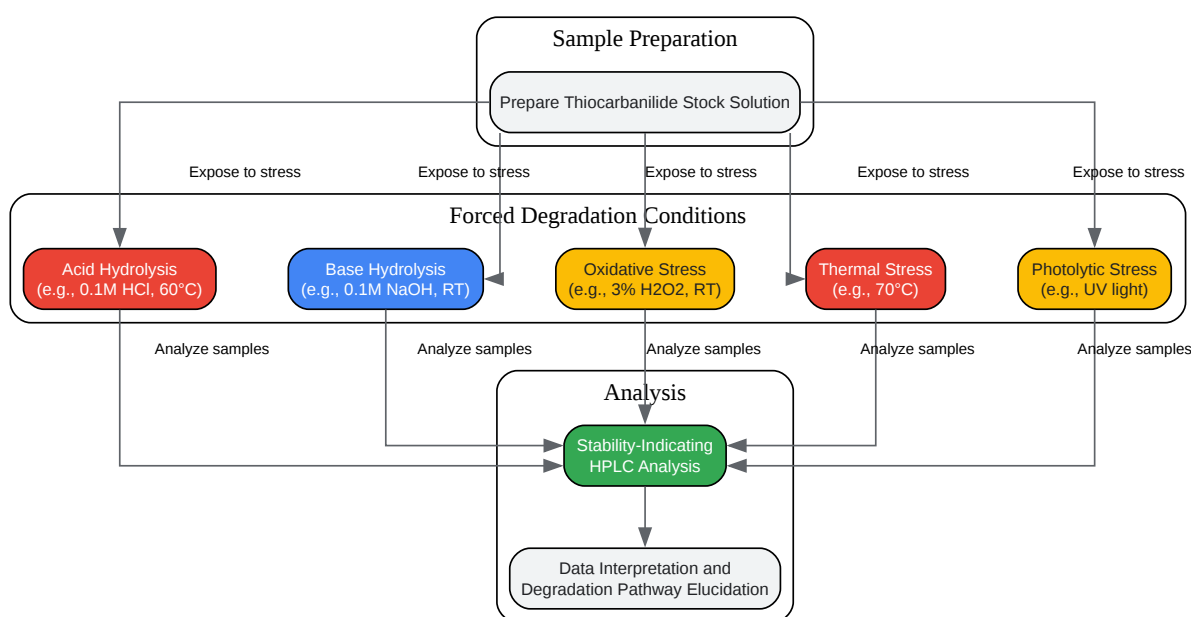 Sample Preparation
Prepare Thiocarbanilide Stock Solution
Expose to stress
Expose to stress
Expose to stress
Expose to stress
Expose to stress
Forced Degradation Conditions
Acid Hydrolysis
(e.g., 0.1M HCl, 60°C)
Base Hydrolysis
(e.g., 0.1M NaOH, RT)
Oxidative Stress
(e.g., 3% H2O2, RT)
Thermal Stress
(e.g., 70°C)
Photolytic Stress
(e.g., UV light)
Analyze samples
Analyze samples
Analyze samples
Analyze samples
Analyze samples
Analysis
Stability-Indicating
HPLC Analysis
Data Interpretation and
Degradation Pathway Elucidation